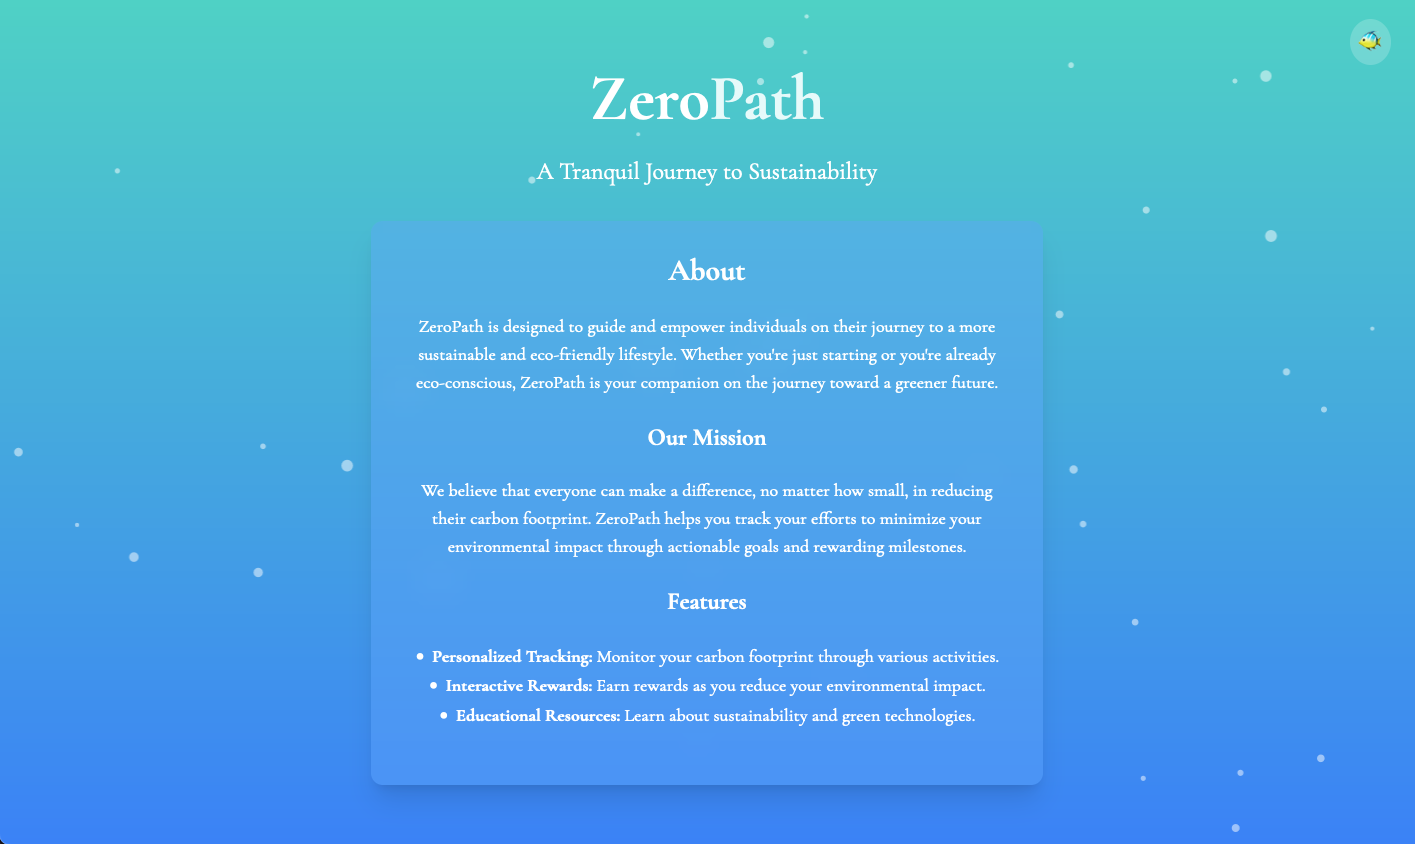 ZeroPath
A Tranquil Journey to Sustainability
About
ZeroPath is designed to guide and empower individuals on their journey to a more
sustainable and eco-friendly lifestyle. Whether you're just starting or you're already
eco-conscious, ZeroPath is your companion on the journey toward a greener future.
Our Mission
We believe that everyone can make a difference, no matter how small, in reducing
their carbon footprint. ZeroPath helps you track your efforts to minimize your
environmental impact through actionable goals and rewarding milestones.
Features
• Personalized Tracking: Monitor your carbon footprint through various activities.
• Interactive Rewards: Earn rewards as you reduce your environmental impact.
• Educational Resources: Learn about sustainability and green technologies.